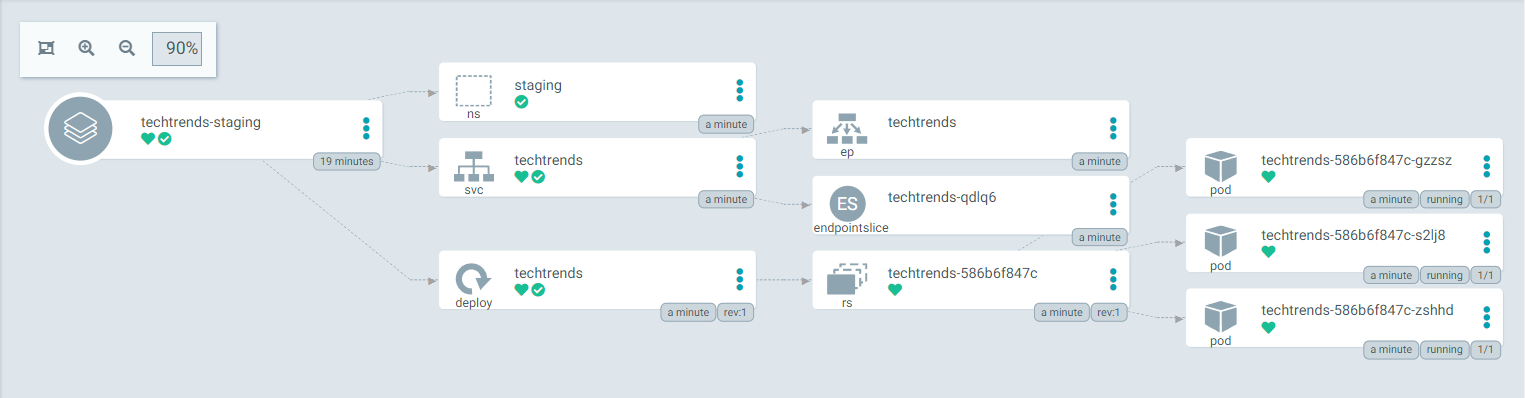 90%
techtrends-staging
19 minutes
staging
ns
a minute
techtrends
svc
a minute
techtrends
deploy
a minute
rev:1
techtrends
ep
a minute
ES
techtrends-qdlq6
endpointslice
a minute
techtrends-586b6f847c
rs
a minute
rev:1
techtrends-586b6f847c-gzzsz
pod
a minute
running
1/1
techtrends-586b6f847c-s2lj8
pod
a minute
running
1/1
techtrends-586b6f847c-zshhd
pod
a minute
running
1/1